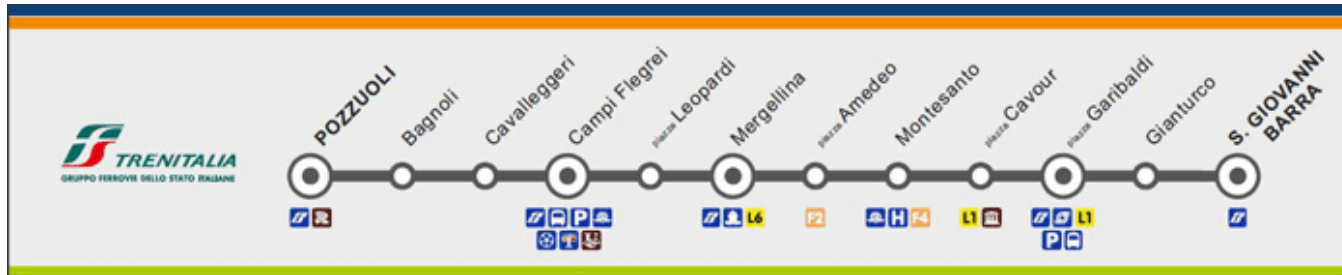 TRENITALIA
GRUPPO FERROVIE DELLO STATO ITALIANE
POZZUOLI
Bagnoli
Cavalleggeri
Campi Flegrei
piazza Leopardi
Mergellina
piazza Amedeo
Montesanto
piazza Cavour
piazza Garibaldi
Gianturco
S. GIOVANNI
BARRA
P
L6
F2
H F4
L1
L1
P